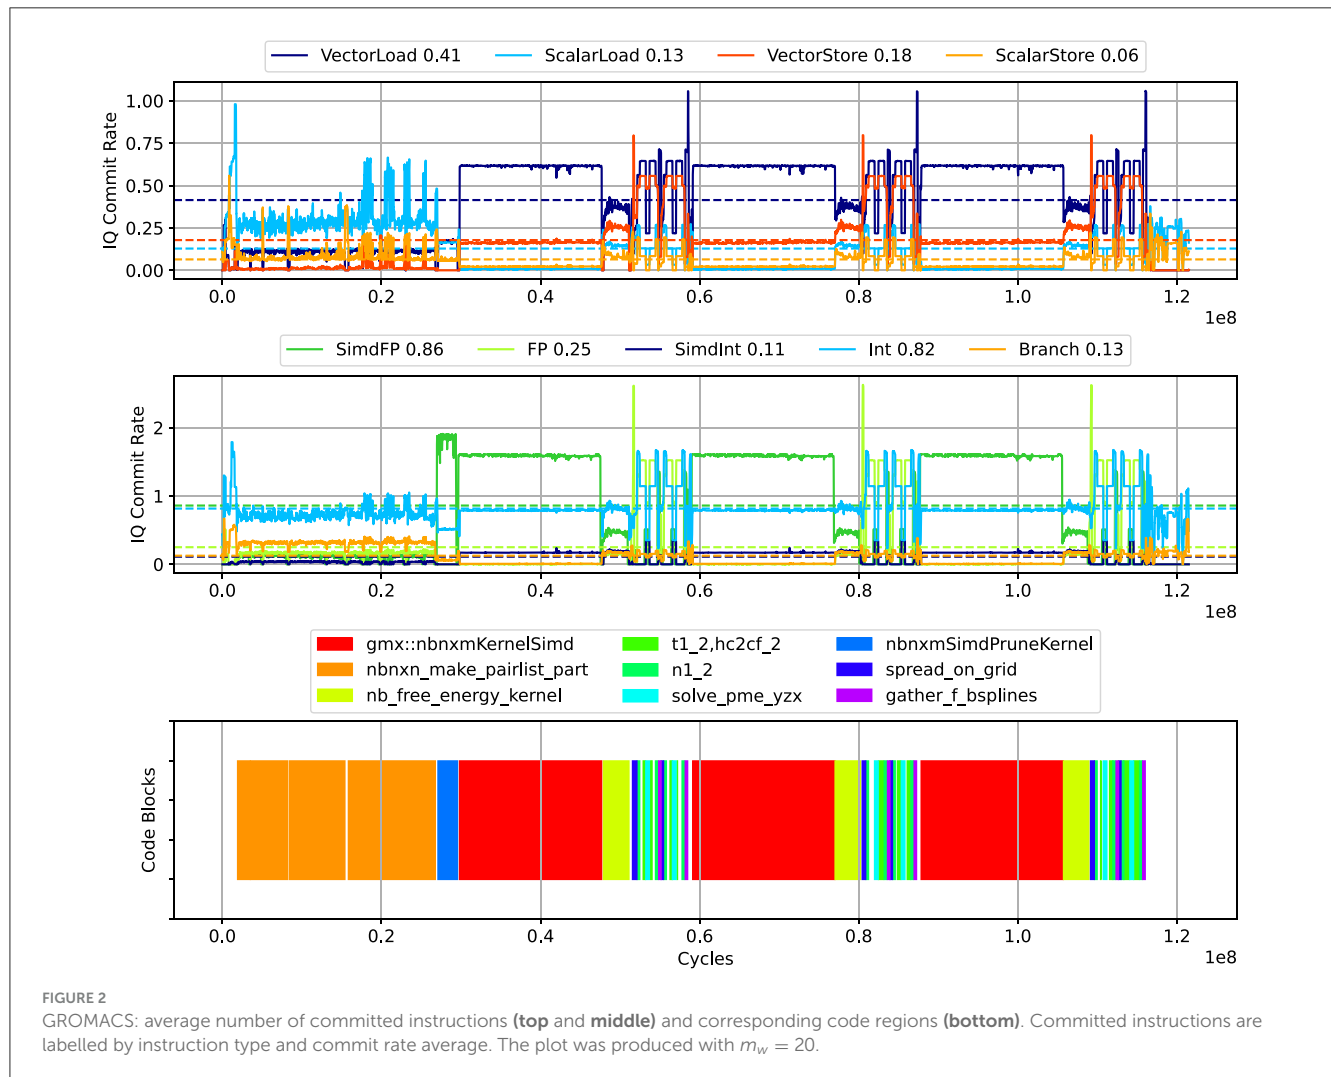 VectorLoad 0.41 ScalarLoad 0.13 VectorStore 0.18 ScalarStore 0.06
IQ Commit Rate
1.00
0.75
0.50
0.25
0.00
0.0 0.2 0.4 0.6 0.8 1.0 1.2
1e8
SimdFP 0.86 FP 0.25 SimdInt 0.11 Int 0.82 Branch 0.13
IQ Commit Rate
2
1
0
0.0 0.2 0.4 0.6 0.8 1.0 1.2
1e8
gmx::nbnxmKernelSimd t1_2,hc2cf_2 nbnxmSimdPruneKernel
nbnxn_make_pairlist_part n1_2 spread_on_grid
nb_free_energy_kernel solve_pme_yzx gather_f_bsplines
Code Blocks
0.0 0.2 0.4 0.6 0.8 1.0 1.2
Cycles
1e8
FIGURE 2
GROMACS: average number of committed instructions (top and middle) and corresponding code regions (bottom). Committed instructions are
labelled by instruction type and commit rate average. The plot was produced with m_w = 20.